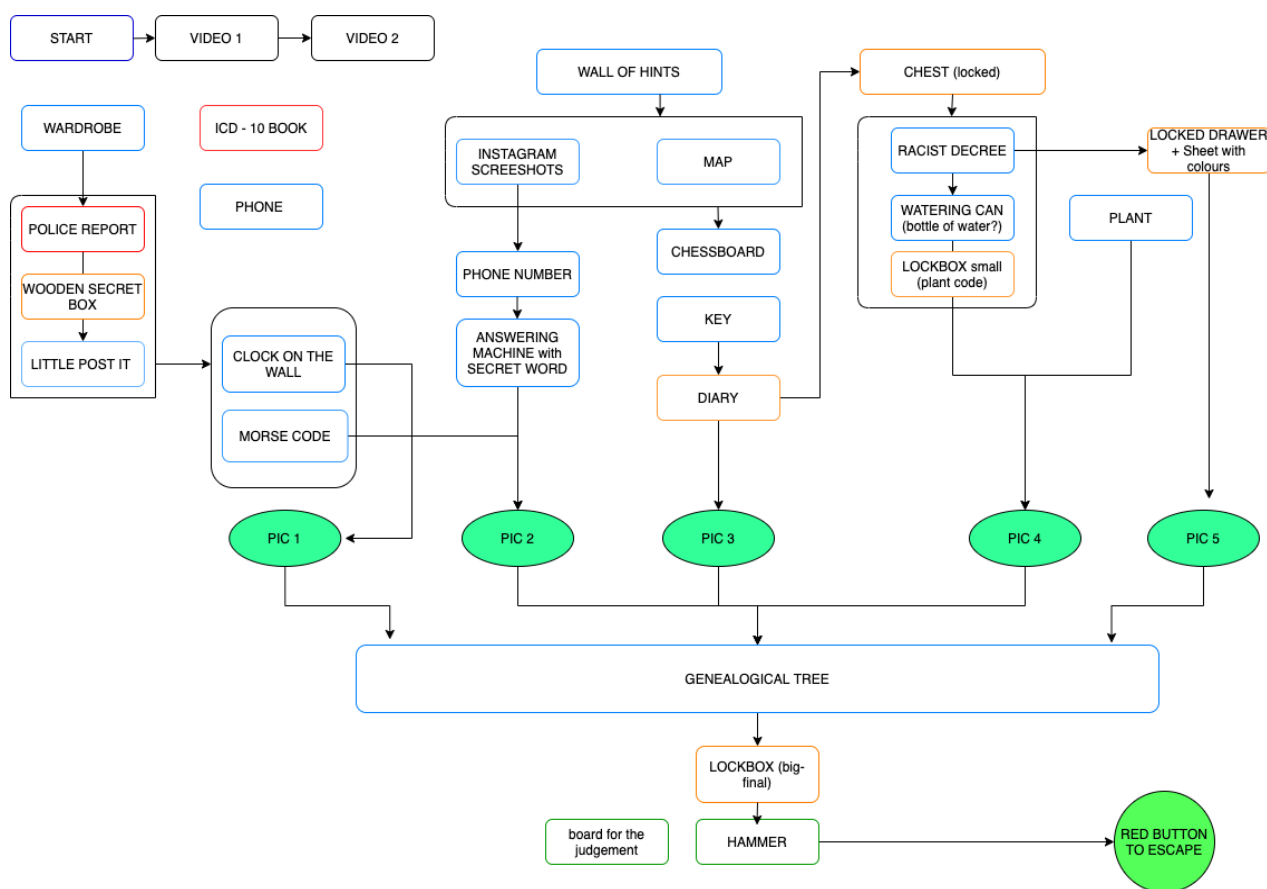 START
VIDEO 1
VIDEO 2
WALL OF HINTS
CHEST (locked)
WARDROBE
ICD - 10 BOOK
INSTAGRAM
SCREESHOTS
MAP
RACIST DECREE
LOCKED DRAWER
+ Sheet with
colours
PHONE
POLICE REPORT
WATERING CAN
(bottle of water?)
PLANT
CHESSBOARD
PHONE NUMBER
LOCKBOX small
(plant code)
WOODEN SECRET
BOX
KEY
LITTLE POST IT
CLOCK ON THE
WALL
ANSWERING
MACHINE with
SECRET WORD
DIARY
MORSE CODE
PIC 1
PIC 2
PIC 3
PIC 4
PIC 5
GENEALOGICAL TREE
LOCKBOX (big-
final)
board for the
judgement
HAMMER
RED BUTTON
TO ESCAPE